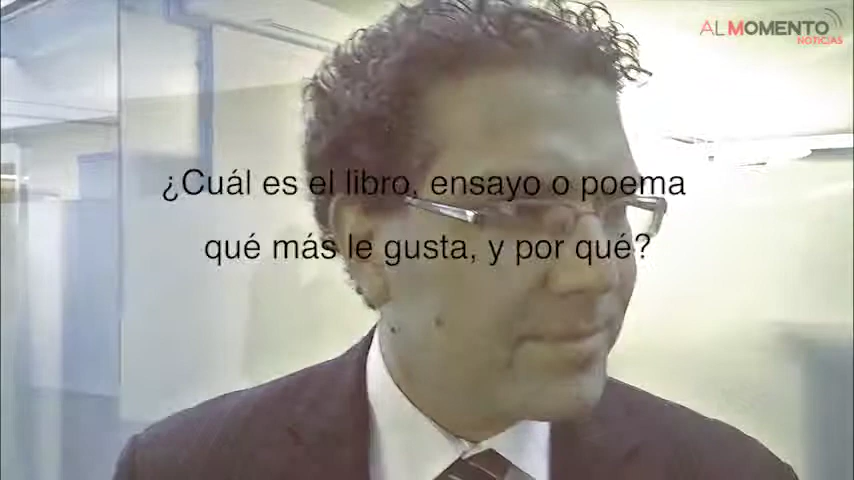 AL MOMENTO
NOTICIAS
¿Cuál es el libro, ensayo o poema
qué más le gusta, y por qué?